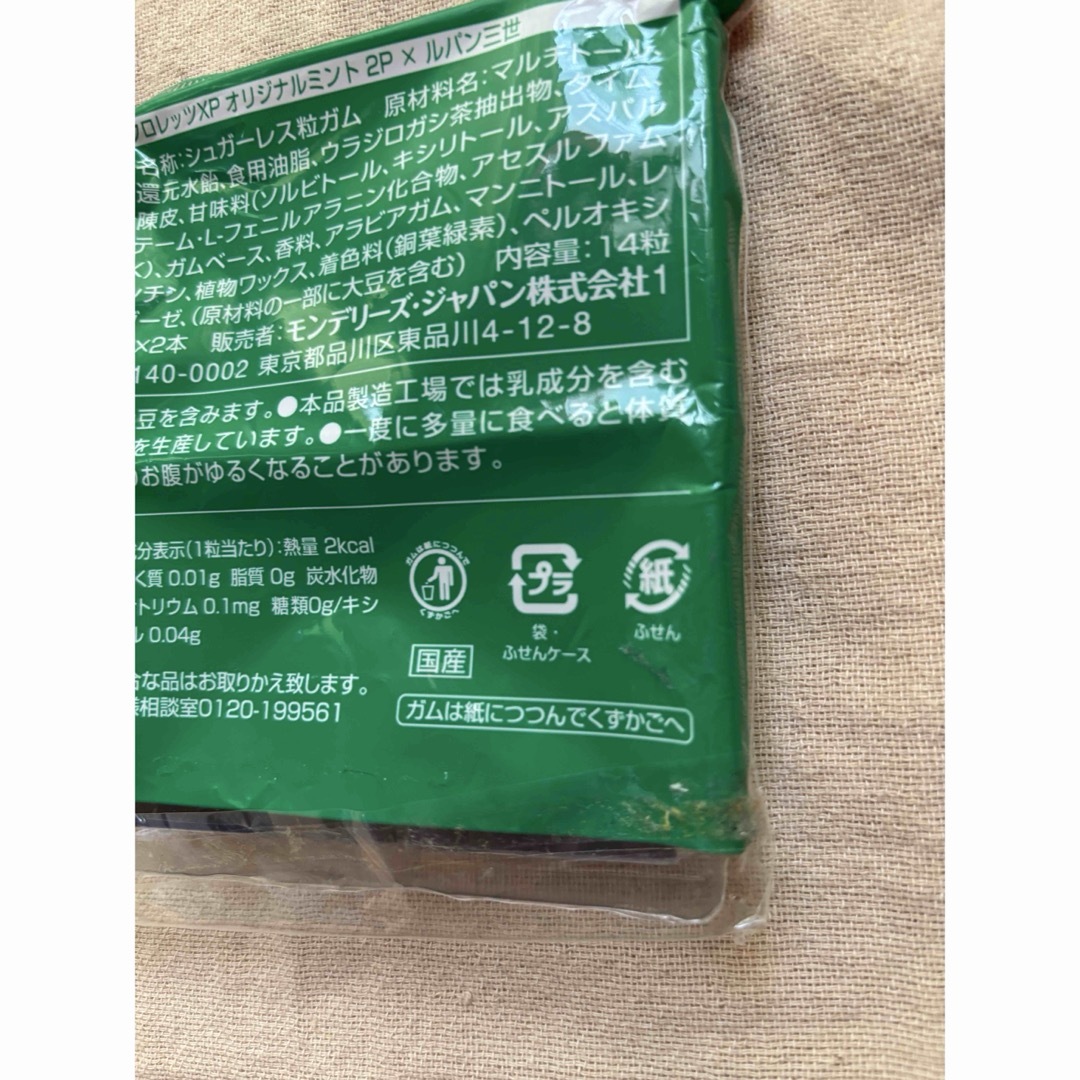 ロレッツXP オリジナルミント 2P × ルパン三世
名称:シュガーレス粒ガム 原材料名:マルチトール、
還元水飴、食用油脂、ウラジロガシ茶抽出物、タイム、
陳皮、甘味料(ソルビトール、キシリトール、アスパル
テーム・L-フェニルアラニン化合物、アセスルファム
)、ガムベース、香料、アラビアガム、マンニトール、レ
チン、植物ワックス、着色料(銅葉緑素)、ペルオキシ
ーゼ、(原材料の一部に大豆を含む) 内容量:14粒
×2本 販売者:モンデリーズ・ジャパン株式会社1
140-0002 東京都品川区東品川4-12-8
豆を含みます。●本品製造工場では乳成分を含む
を生産しています。●一度に多量に食べると体質
お腹がゆるくなることがあります。
分表示(1粒当たり):熱量 2kcal
く質 0.01g 脂質 0g 炭水化物
トリウム 0.1mg 糖類0g/キシ
ル 0.04g
ガムは紙につつんで
くずかごへ
プラ
袋・
ふせんケース
紙
ふせん
国産
な品はお取りかえ致します。
相談室0120-199561
ガムは紙につつんでくずかごへ